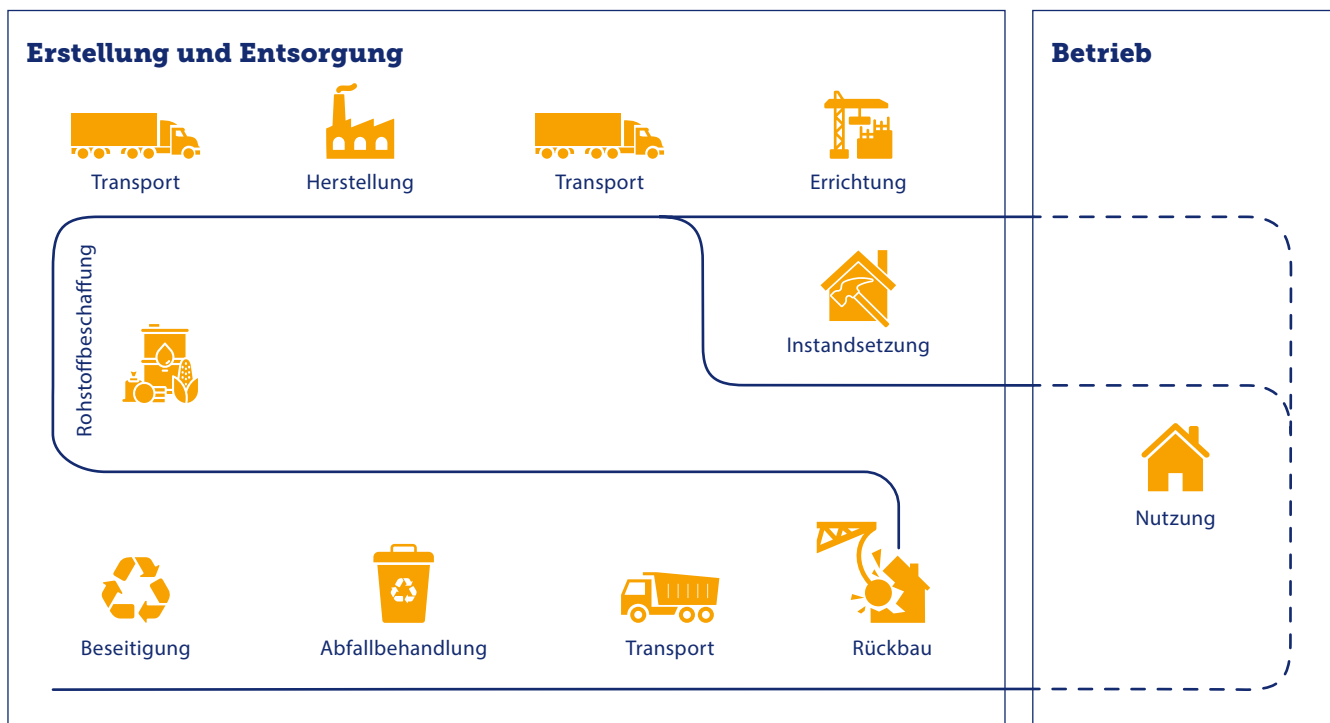 Erstellung und Entsorgung
Betrieb
Transport
Herstellung
Transport
Errichtung
Rohstoffbeschaffung
Instandsetzung
Nutzung
Beseitigung
Abfallbehandlung
Transport
Rückbau